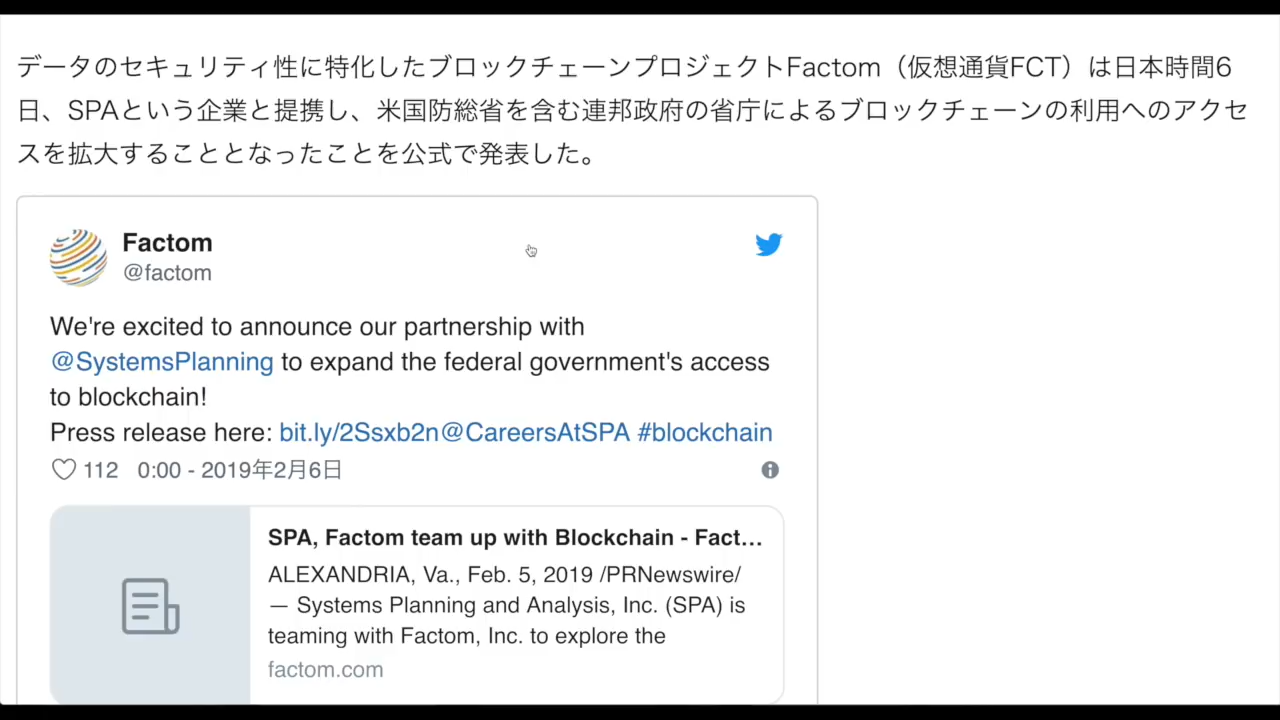 データのセキュリティ性に特化したブロックチェーンプロジェクトFactom（仮想通貨FCT）は日本時間6
日、SPAという企業と提携し、米国防総省を含む連邦政府の省庁によるブロックチェーンの利用へのアクセ
スを拡大することとなったことを公式で発表した。
Factom
@factom
We're excited to announce our partnership with
@SystemsPlanning to expand the federal government's access
to blockchain!
Press release here: bit.ly/2Ssxb2n@CareersAtSPA #blockchain
112 0:00 - 2019年2月6日
SPA, Factom team up with Blockchain - Fact...
ALEXANDRIA, Va., Feb. 5, 2019 /PRNewswire/
— Systems Planning and Analysis, Inc. (SPA) is
teaming with Factom, Inc. to explore the
factom.com